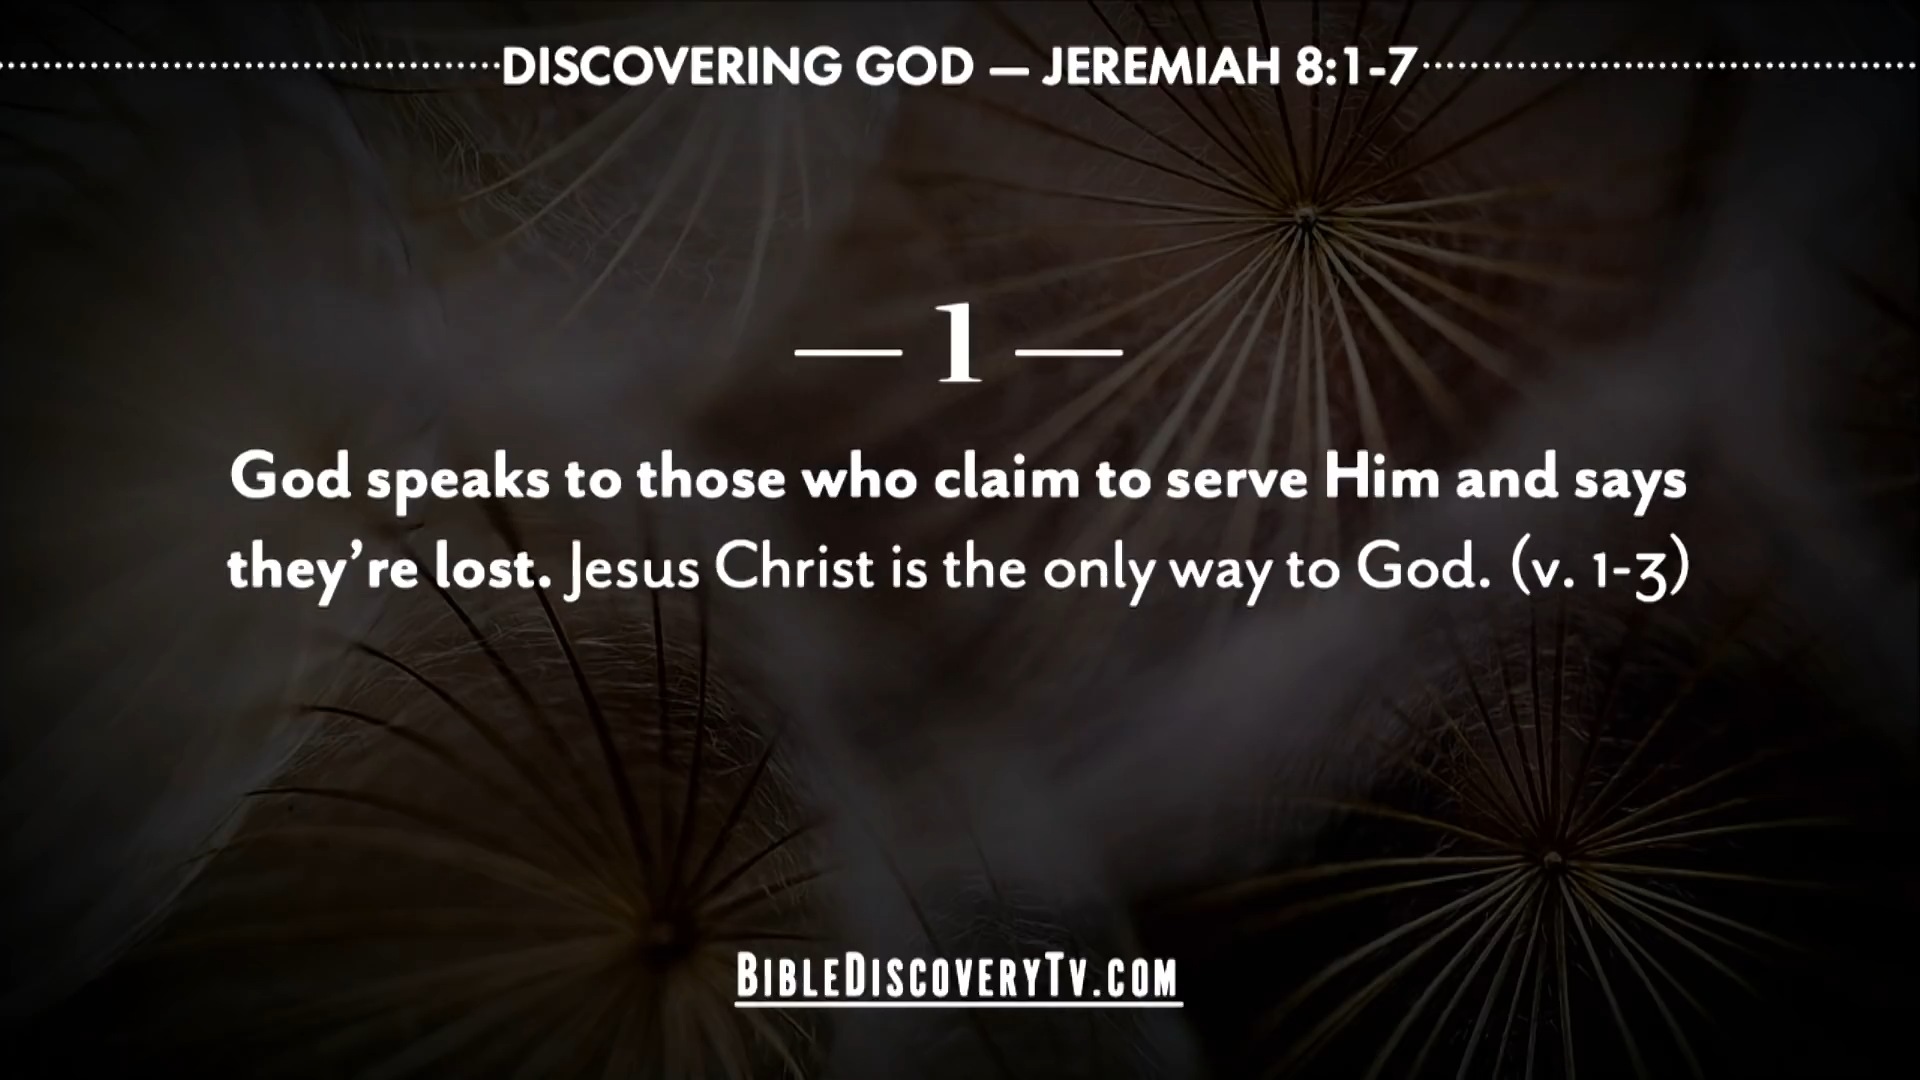 DISCOVERING GOD — JEREMIAH 8:1-7
— 1 —
God speaks to those who claim to serve Him and says
they’re lost. Jesus Christ is the only way to God. (v. 1-3)
BIBLEDISCOVERYTV.COM